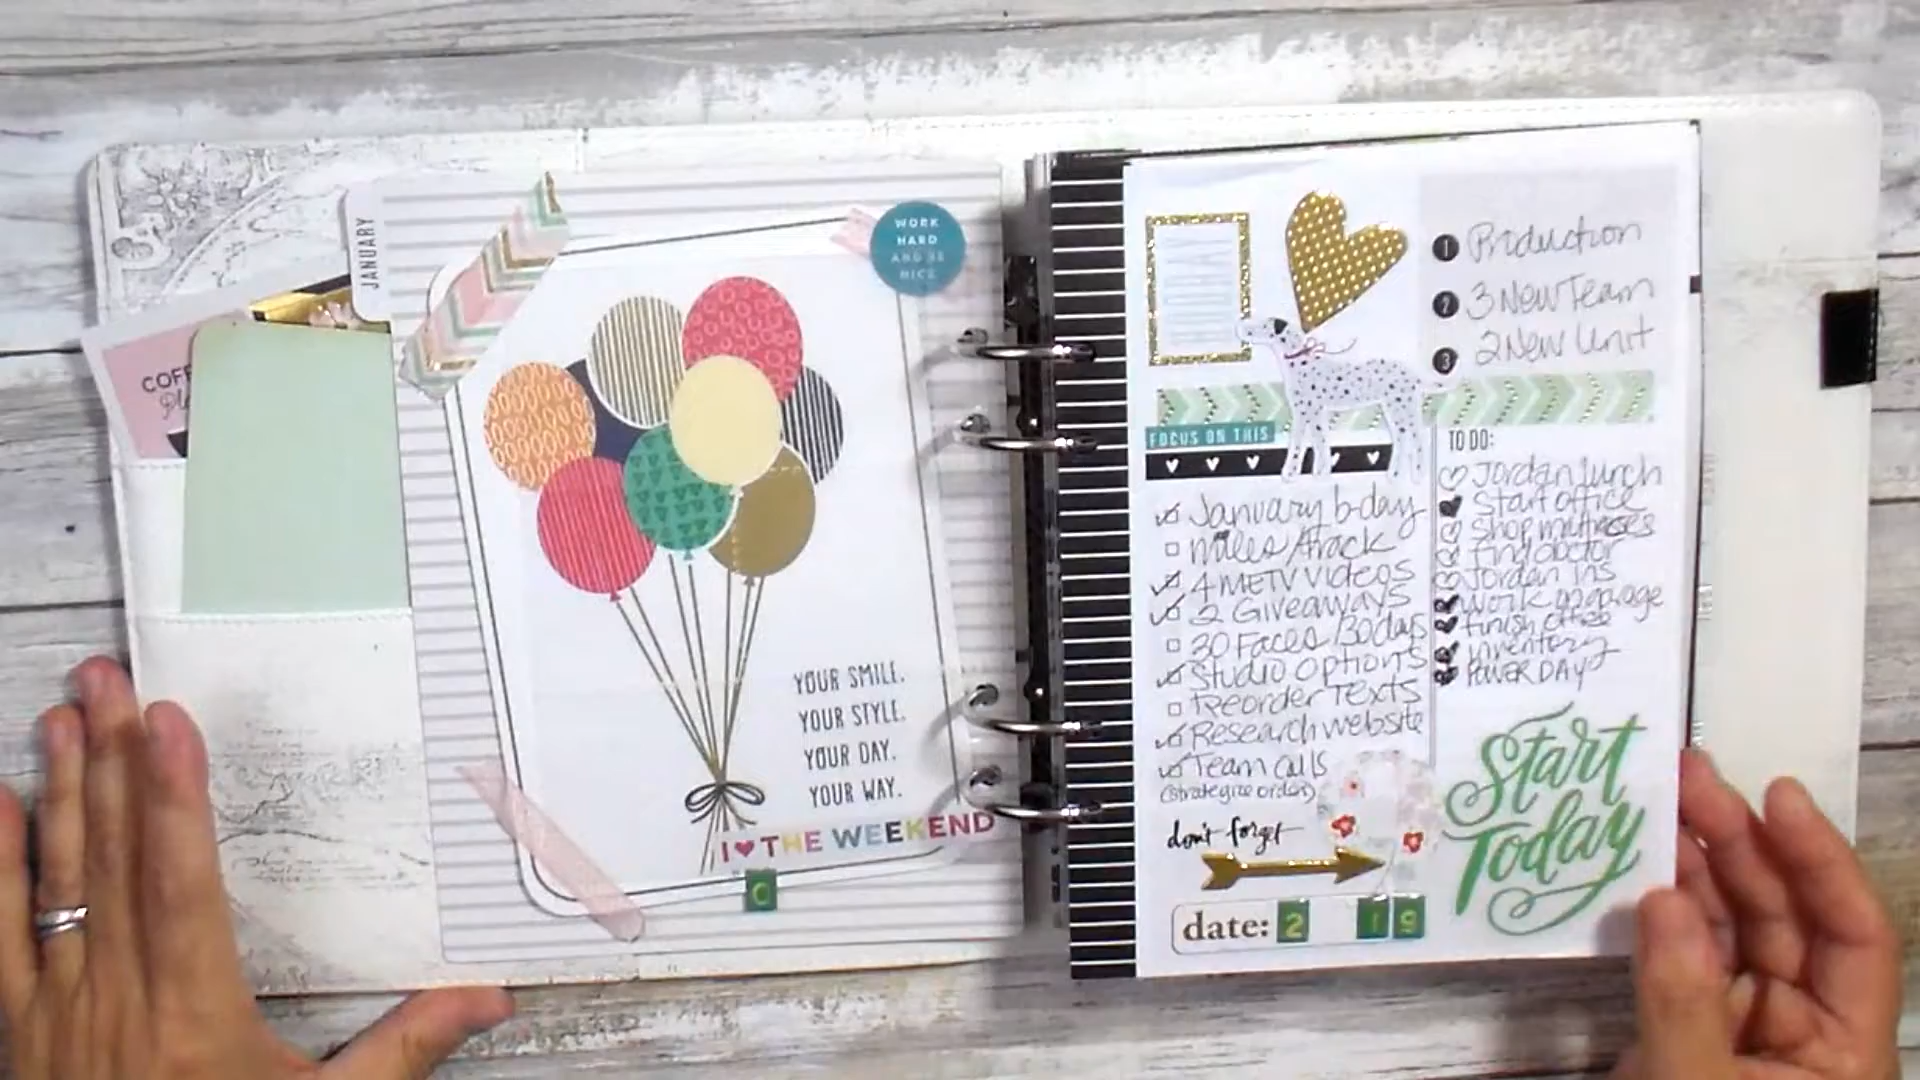 JANUARY
COFF
WORK
HARD
AND BE
NICE
YOUR SMILE.
YOUR STYLE.
YOUR DAY.
YOUR WAY.
I ♥ THE WEEKEND
0
1 Production
2 3 New Team
3 2 New Unit
FOCUS ON THIS
January b-day
miles/track
4 METV videos
2 Giveaways
30 Faces/30 days
Studio options
Reorder Texts
Research website
Team calls
(strategize order)
don't forget
date: 2 19
TO DO:
Jordan lunch
Start office
Shop mattresses
find doctor
Jordan ins
work garage
finish office
inventory
POWER DAY
Start
Today